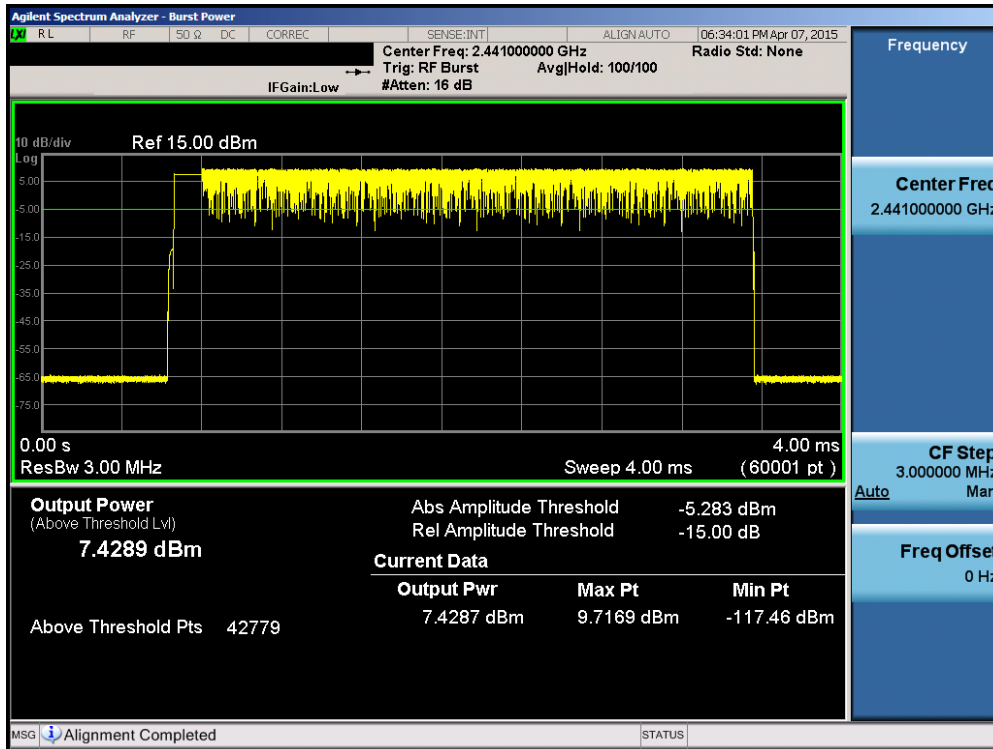 Agilent Spectrum Analyzer - Burst Power
LXI RL RF 50 Ω DC CORREC SENSE:INT ALIGN AUTO 06:34:01 PM Apr 07, 2015
Center Freq: 2.441000000 GHz Radio Std: None
Trig: RF Burst Avg|Hold: 100/100
IFGain:Low #Atten: 16 dB
Frequency
10 dB/div Ref 15.00 dBm
Log
5.00
-5.00
-15.0
-25.0
-35.0
-45.0
-55.0
-65.0
-75.0
0.00 s 4.00 ms
ResBw 3.00 MHz Sweep 4.00 ms (60001 pt)
Center Freq
2.441000000 GHz
CF Step
3.000000 MHz
Auto Man
Freq Offset
0 Hz
Output Power
(Above Threshold Lvl)
7.4289 dBm
Above Threshold Pts 42779
Abs Amplitude Threshold -5.283 dBm
Rel Amplitude Threshold -15.00 dB
Current Data
Output Pwr Max Pt Min Pt
7.4287 dBm 9.7169 dBm -117.46 dBm
MSG Alignment Completed STATUS